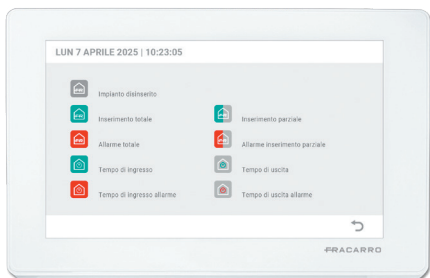 LUN 7 APRILE 2025 | 10:23:05
Impianto disinserito
Inserimento totale
Inserimento parziale
Allarme totale
Allarme inserimento parziale
Tempo di ingresso
Tempo di uscita
Tempo di ingresso allarme
Tempo di uscita allarme
FRACARRO